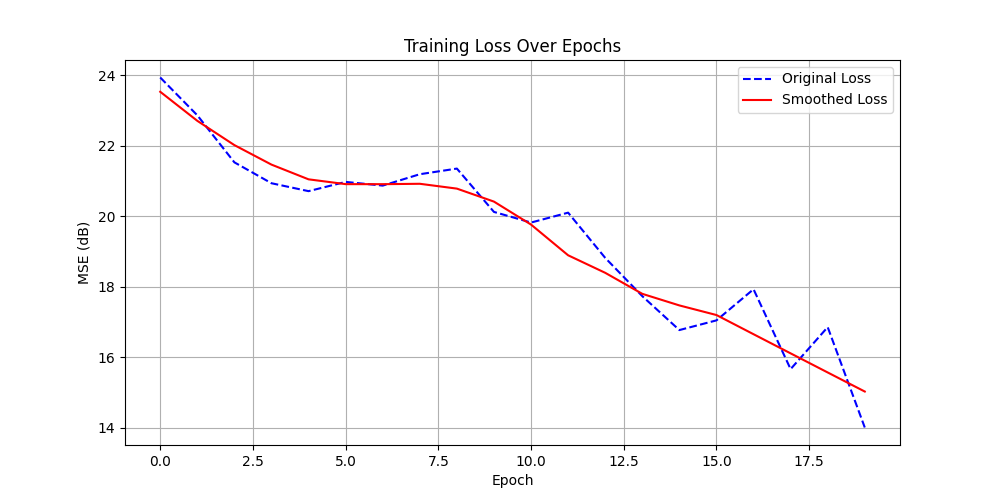 Training Loss Over Epochs
Original Loss
Smoothed Loss
MSE (dB)
24
22
20
18
16
14
0.0 2.5 5.0 7.5 10.0 12.5 15.0 17.5
Epoch